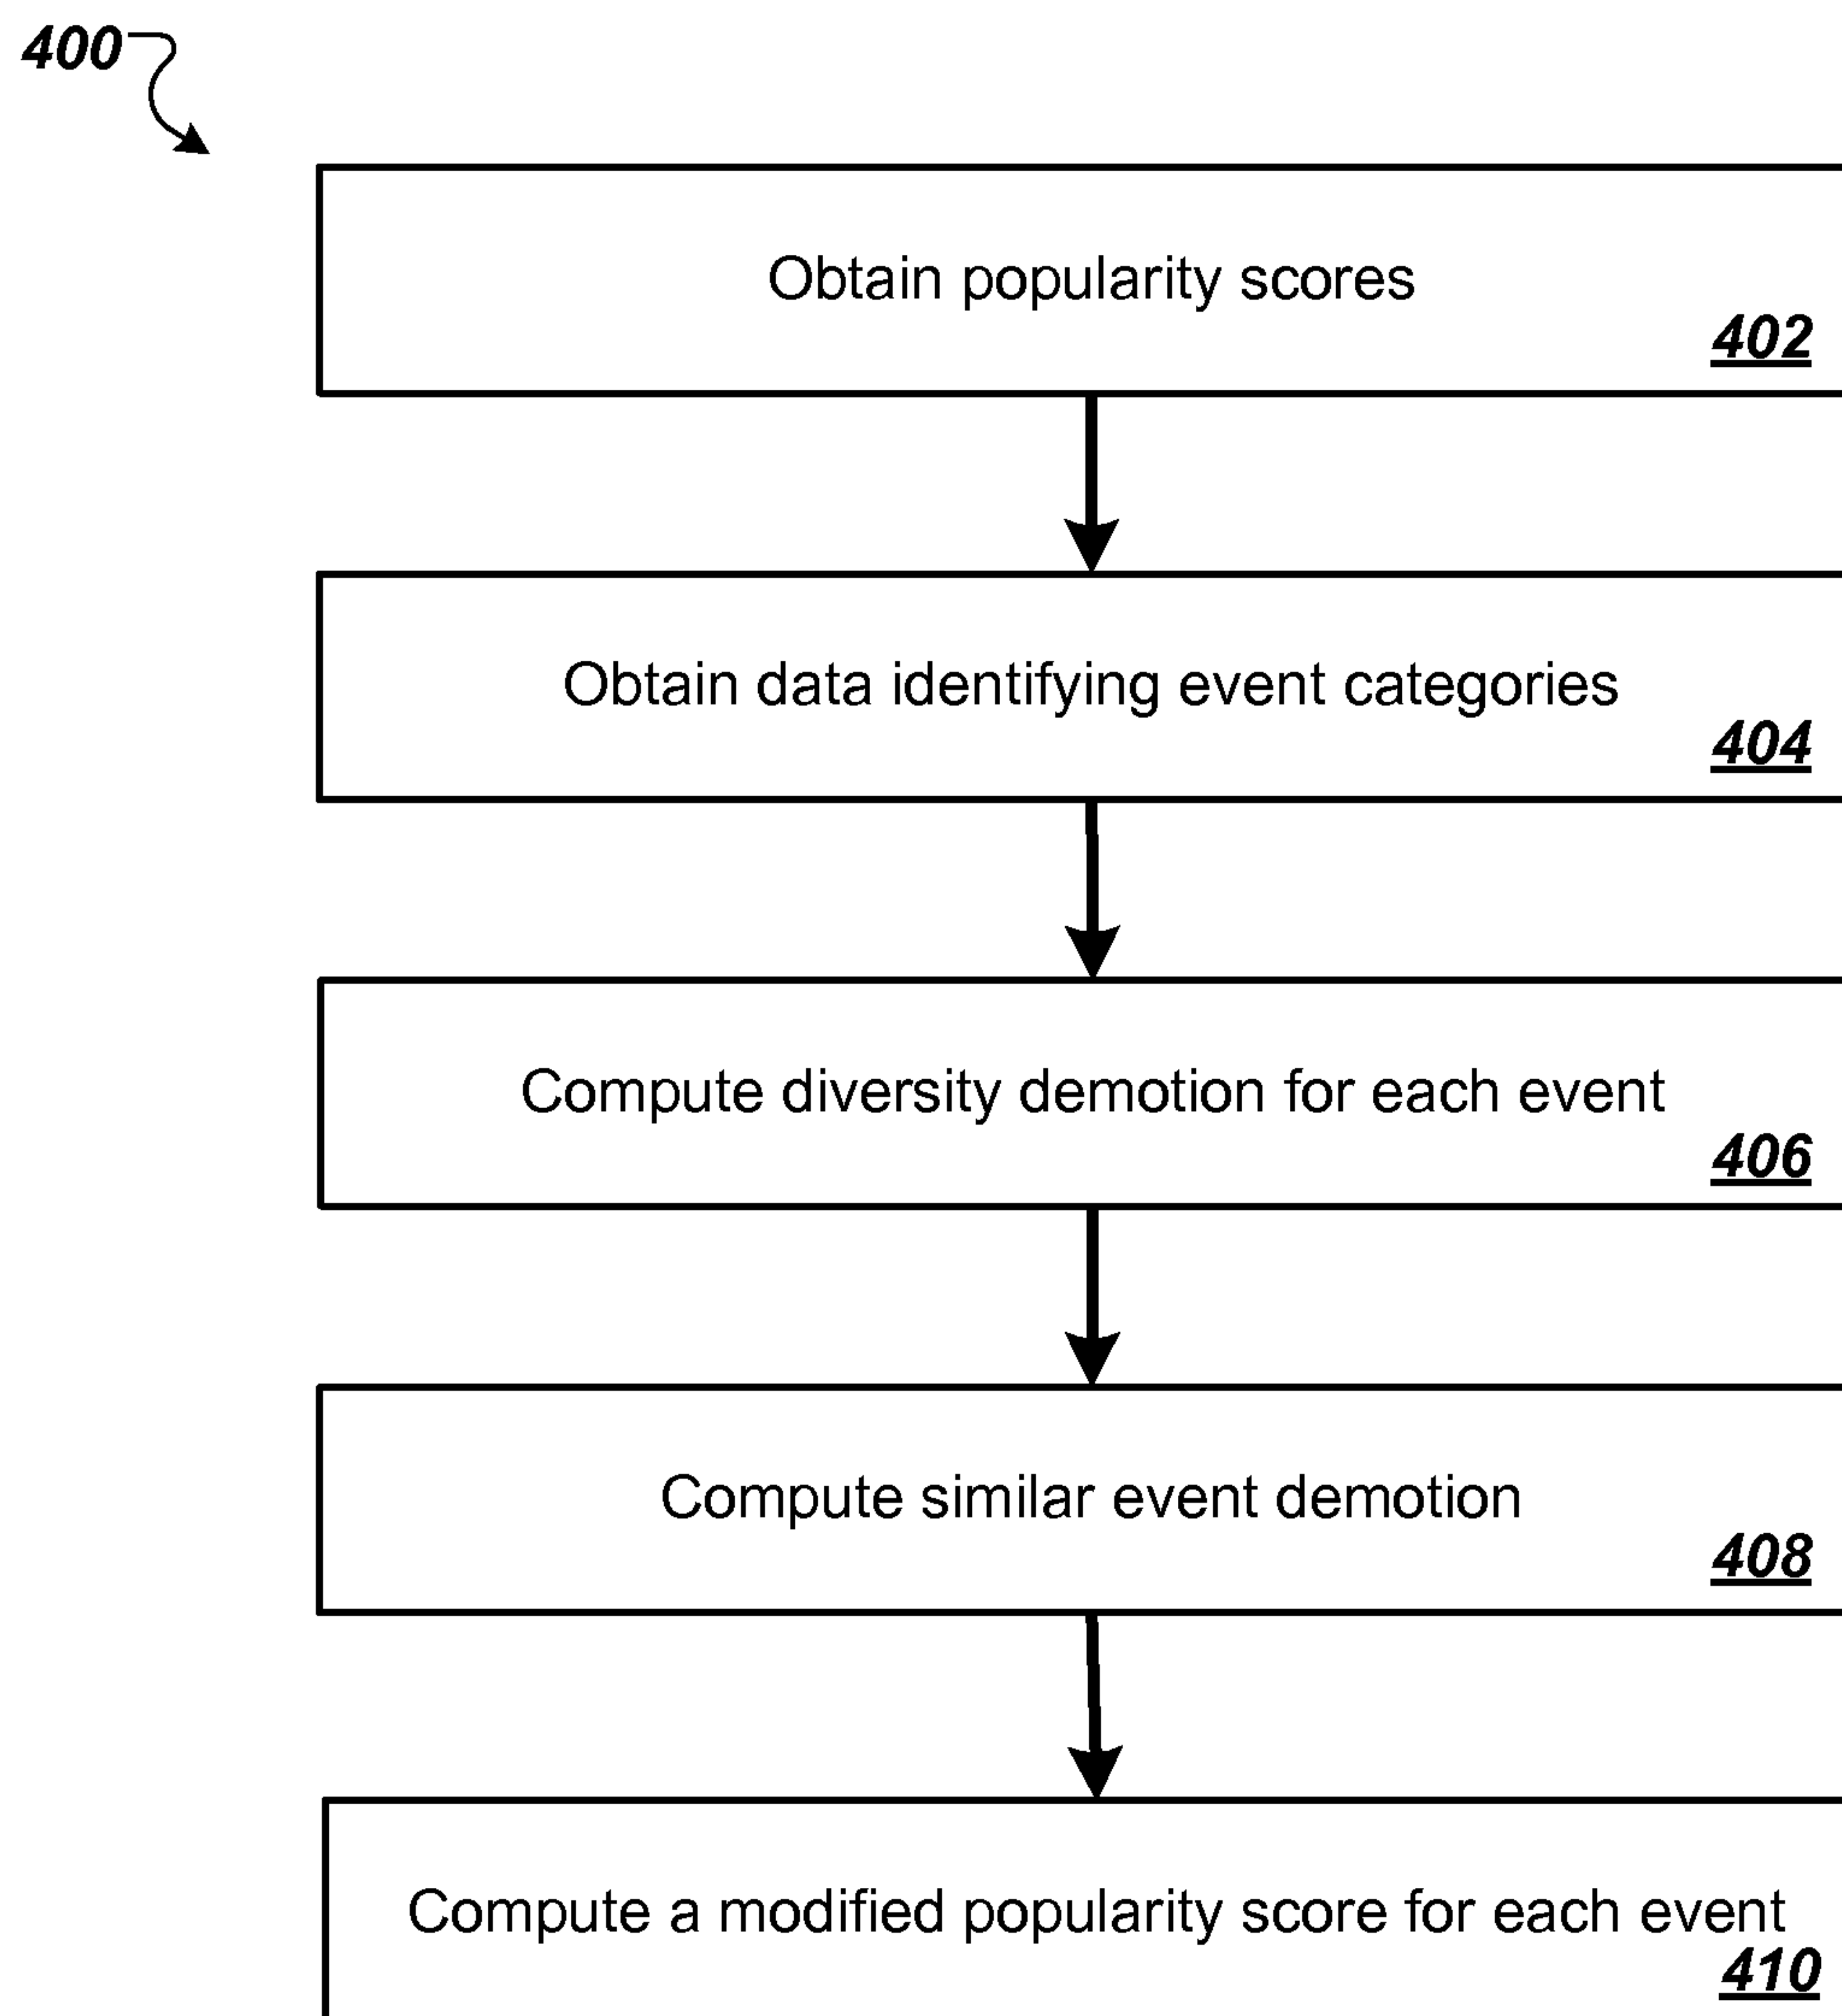 400
Obtain popularity scores
402
Obtain data identifying event categories
404
Compute diversity demotion for each event
406
Compute similar event demotion
408
Compute a modified popularity score for each event
410